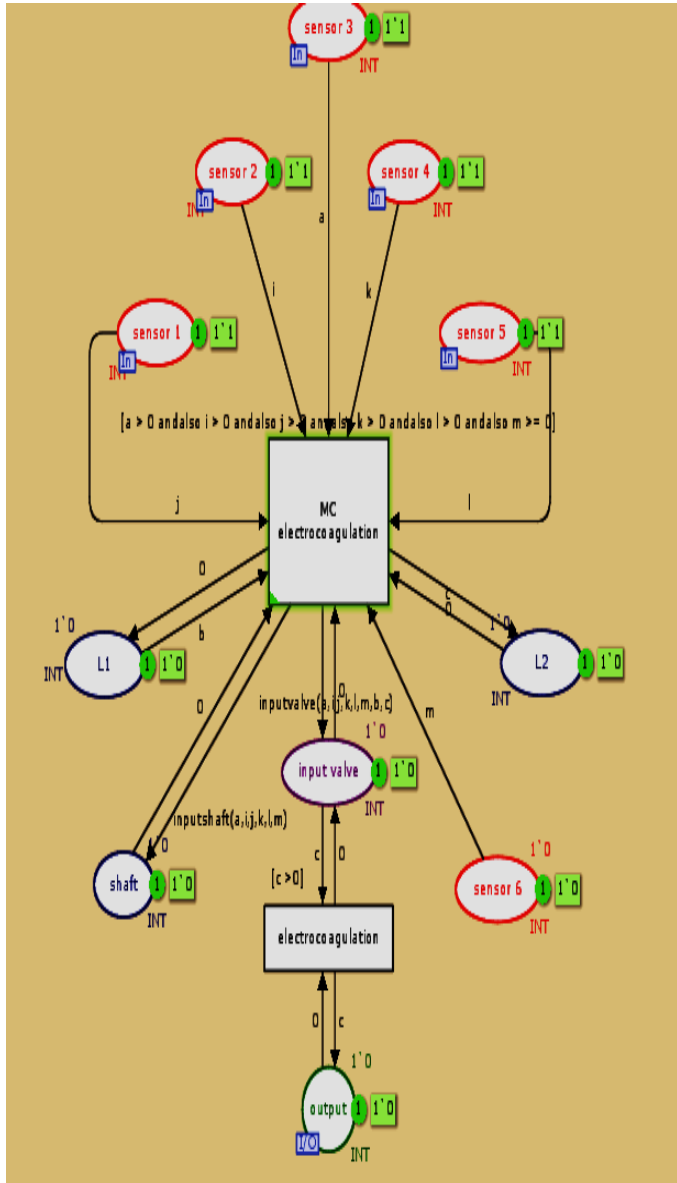 sensor 3
1
1`1
In
INT
sensor 2
1
1`1
In
INT
sensor 4
1
1`1
In
INT
a
i
k
sensor 1
1
1`1
In
INT
sensor 5
1
1`1
In
INT
[a > 0 andalso i > 0 andalso j > 0 andalso k > 0 andalso l > 0 andalso m >= 0]
j
l
MC
electrocoagulation
0
b
c
0
1`0
L1
1
1`0
INT
1`0
L2
1
1`0
INT
0
0
m
inputvalve(a,i,j,k,l,m,b,c)
1`0
input valve
1
1`0
INT
inputshaft(a,i,j,k,l,m)
1`0
shaft
1
1`0
INT
1`0
sensor 6
1
1`0
INT
c
0
[c >0]
electrocoagulation
0
c
1`0
output
1
1`0
I/O
INT